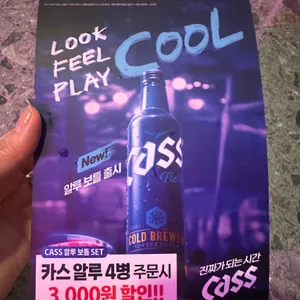 LOOK
FEEL
PLAY
COOL
New!
알루 보틀 출시
Cass
Fresh
COLD BREWED
CASS 알루 보틀 SET
카스 알루 4병 주문시
3,000원 할인!!
진짜가 되는 시간
Cass